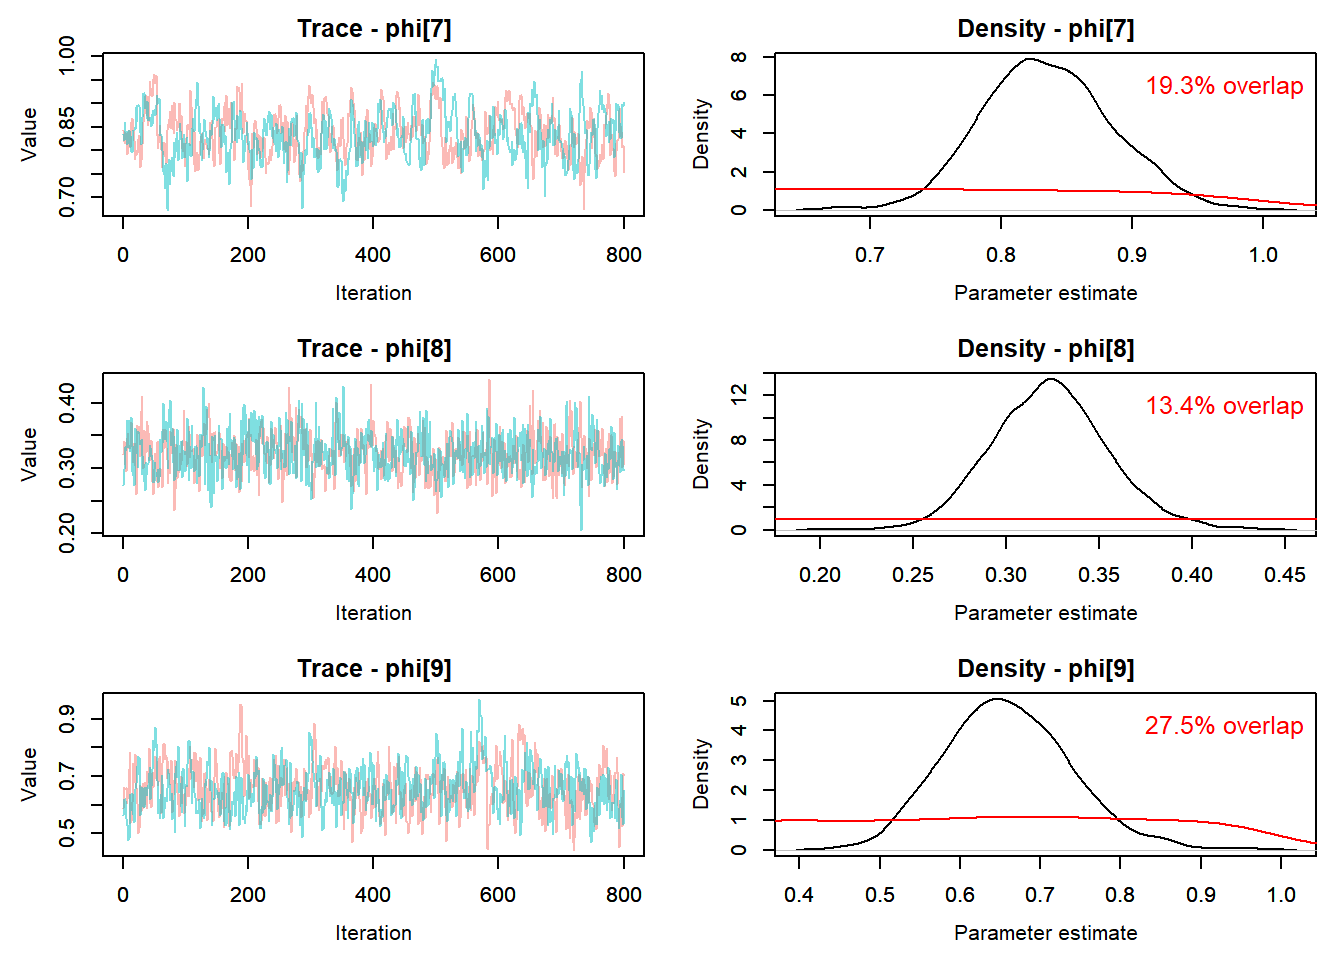 Trace - phi[7]
Value
1.00
0.85
0.70
0 200 400 600 800
Iteration
Density - phi[7]
19.3% overlap
Density
8
6
4
2
0
0.7 0.8 0.9 1.0
Parameter estimate
Trace - phi[8]
Value
0.40
0.30
0.20
0 200 400 600 800
Iteration
Density - phi[8]
13.4% overlap
Density
12
8
4
0
0.20 0.25 0.30 0.35 0.40 0.45
Parameter estimate
Trace - phi[9]
Value
0.9
0.7
0.5
0 200 400 600 800
Iteration
Density - phi[9]
27.5% overlap
Density
5
4
3
2
1
0
0.4 0.5 0.6 0.7 0.8 0.9 1.0
Parameter estimate